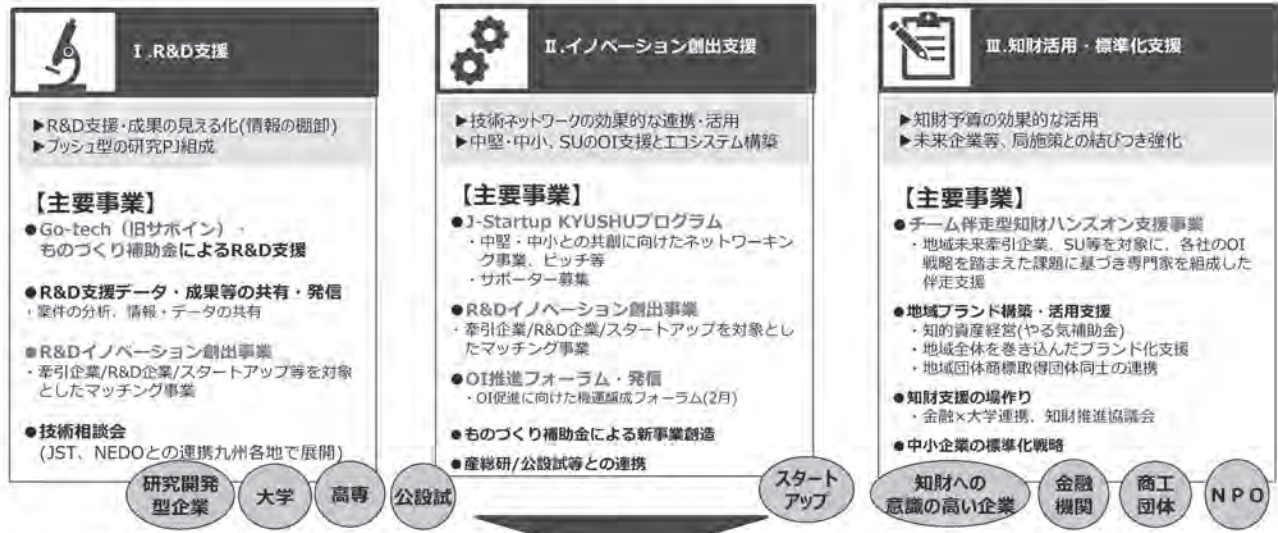 Ⅰ.R&D支援
▶R&D支援・成果の見える化(情報の棚卸)
▶プッシュ型の研究PJ組成
【主要事業】
●Go-tech（旧サポイン）・
ものづくり補助金によるR&D支援
●R&D支援データ・成果等の共有・発信
・案件の分析、情報・データの共有
●R&Dイノベーション創出事業
・牽引企業/R&D企業/スタートアップ等を対象
としたマッチング事業
●技術相談会
(JST、NEDOとの連携九州各地で展開)
研究開発
型企業
大学
高専
公設試
Ⅱ.イノベーション創出支援
▶技術ネットワークの効果的な連携・活用
▶中堅・中小、SUのOI支援とエコシステム構築
【主要事業】
●J-Startup KYUSHUプログラム
・中堅・中小との共創に向けたネットワーキン
グ事業、ピッチ等
・サポーター募集
●R&Dイノベーション創出事業
・牽引企業/R&D企業/スタートアップを対象とし
たマッチング事業
●OI推進フォーラム・発信
・OI促進に向けた機運醸成フォーラム(2月)
●ものづくり補助金による新事業創造
●産総研/公設試等との連携
スタート
アップ
Ⅲ.知財活用・標準化支援
▶知財予算の効果的な活用
▶未来企業等、局施策との結びつき強化
【主要事業】
●チーム伴走型知財ハンズオン支援事業
・地域未来牽引企業、SU等を対象に、各社のOI
戦略を踏まえた課題に基づき専門家を組成した
伴走支援
●地域ブランド構築・活用支援
・知的資産経営(やる気補助金)
・地域全体を巻き込んだブランド化支援
・地域団体商標取得団体同士の連携
●知財支援の場作り
・金融×大学連携、知財推進協議会
●中小企業の標準化戦略
知財への
意識の高い企業
金融
機関
商工
団体
NPO